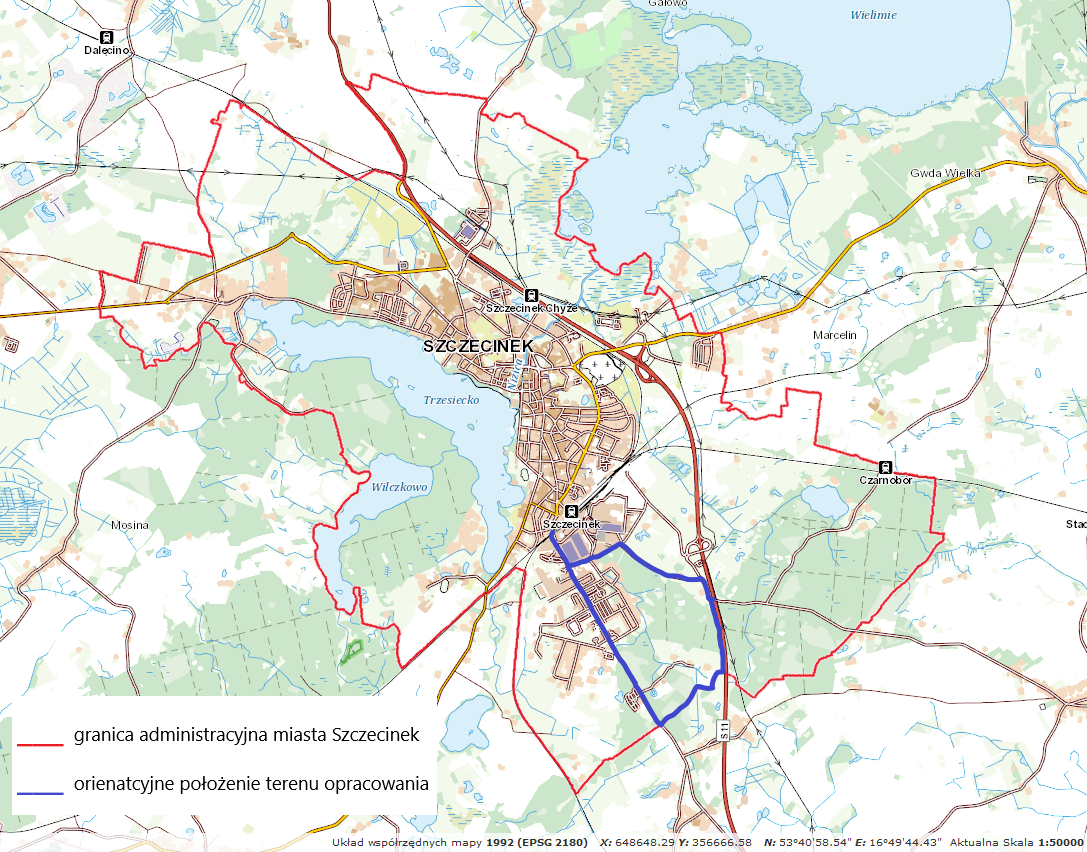 Gałowo
Wielimie
Dalęcino
Gwda Wielka
Szczecinek Chyże
Marcelin
SZCZECINEK
Nizica
Trzesiecko
Czarnobór
Wilczkowo
Mosina
Szczecinek
Stac
S11
granica administracyjna miasta Szczecinek
orienatcyjne położenie terenu opracowania
Układ współrzędnych mapy 1992 (EPSG 2180) X: 648648.29 Y: 356666.58 N: 53°40'58.54" E: 16°49'44.43" Aktualna Skala 1:50000